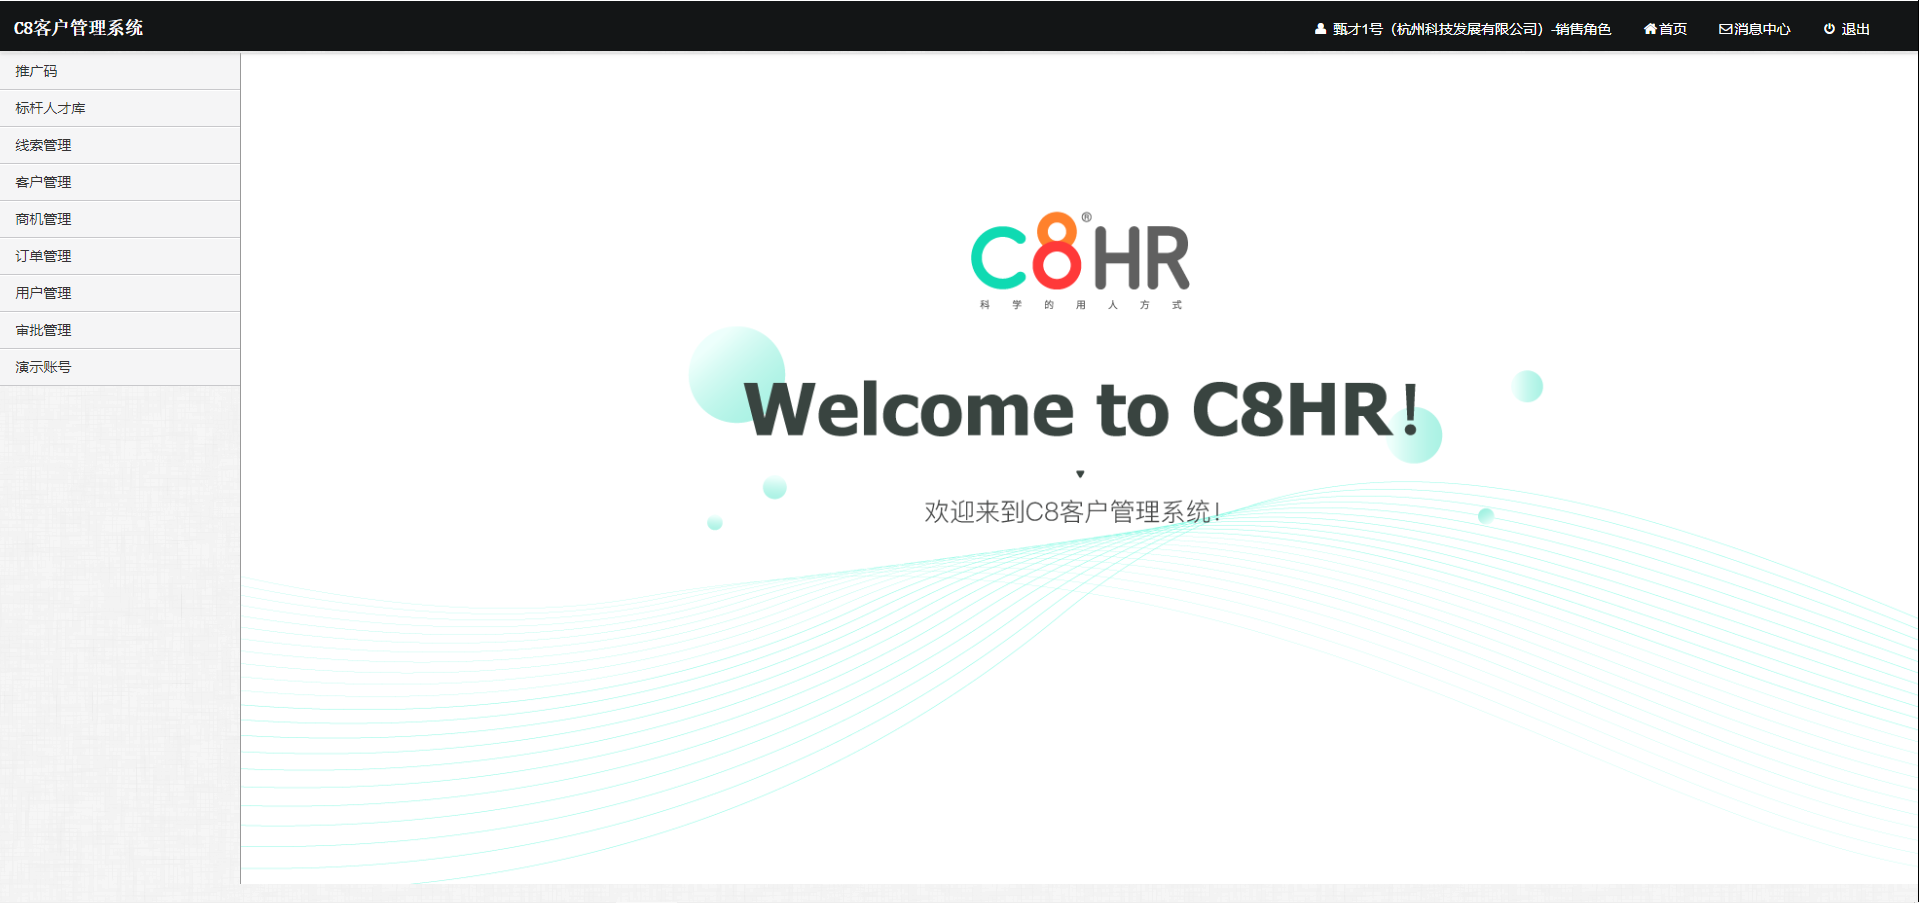 C8客户管理系统
甄才1号（杭州科技发展有限公司）-销售角色 首页 消息中心 退出
推广码
标杆人才库
线索管理
客户管理
商机管理
订单管理
用户管理
审批管理
演示账号
C8HR®
科学的用人方式
Welcome to C8HR!
欢迎来到C8客户管理系统!